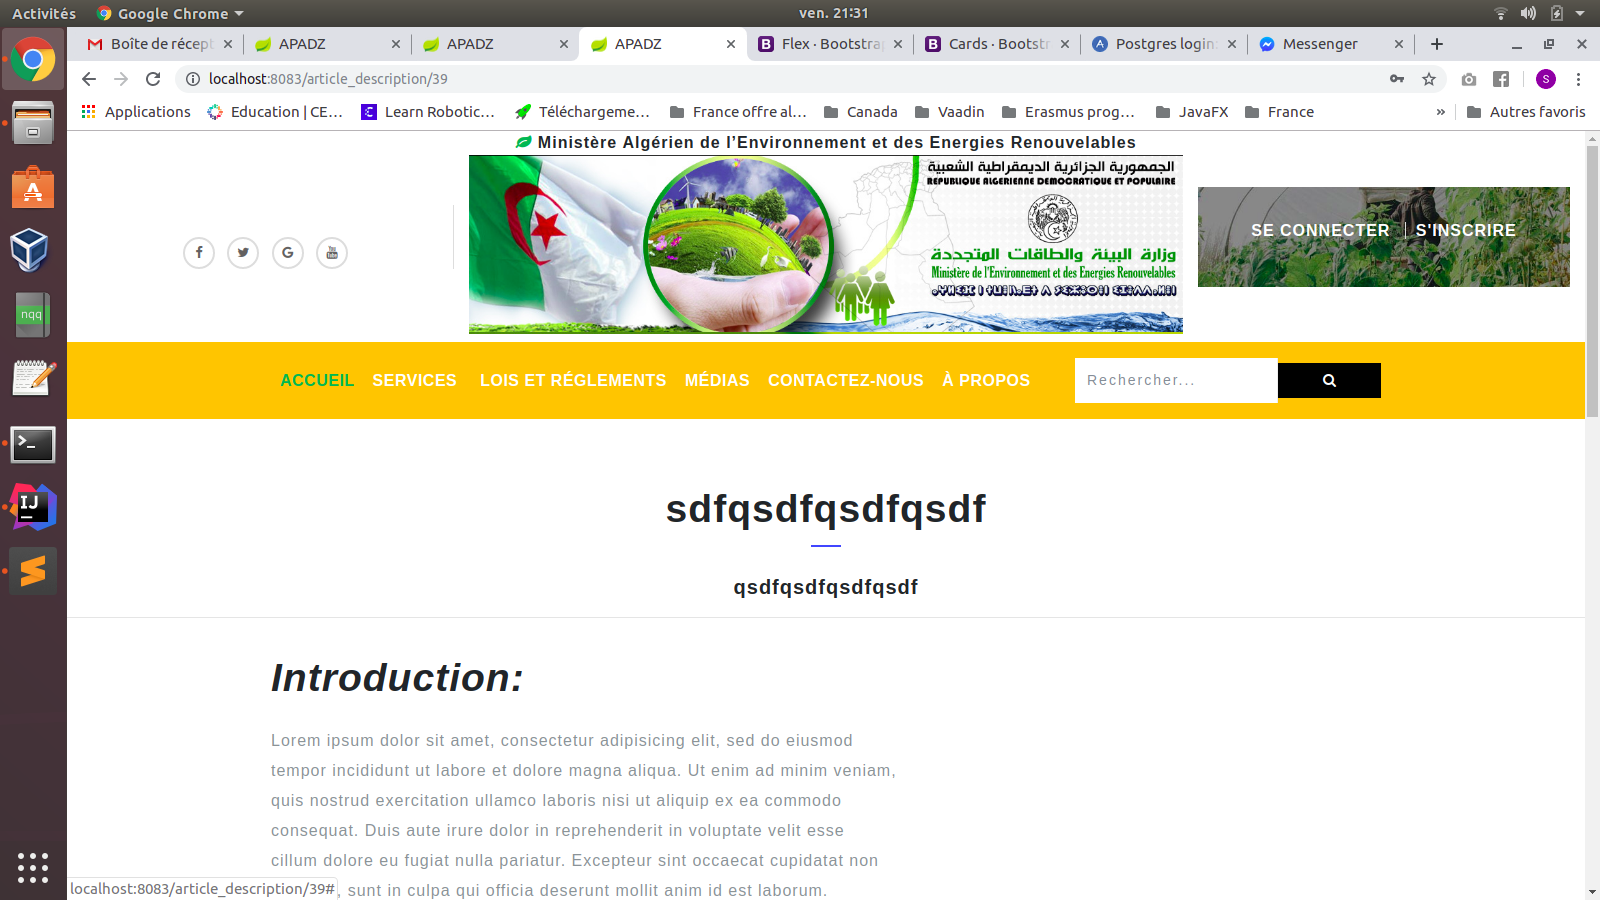 Activités
Google Chrome
ven. 21:31
Boîte de récept
APADZ
APADZ
APADZ
Flex · Bootstra
Cards · Bootst
Postgres login
Messenger
localhost:8083/article_description/39
S
Applications
Education | CE...
Learn Robotic...
Téléchargeme...
France offre al...
Canada
Vaadin
Erasmus prog...
JavaFX
France
»
Autres favoris
Ministère Algérien de l'Environnement et des Energies Renouvelables
الجمهورية الجزائرية الديمقراطية الشعبية
REPUBLIQUE ALGERIENNE DEMOCRATIQUE ET POPULAIRE
وزارة البيئة والطاقات المتجددة
Ministère de l'Environnement et des Energies Renouvelables
SE CONNECTER
S'INSCRIRE
ACCUEIL
SERVICES
LOIS ET RÉGLEMENTS
MÉDIAS
CONTACTEZ-NOUS
À PROPOS
Rechercher...
sdfqsdfqsdfqsdf
qsdfqsdfqsdfqsdf
Introduction:
Lorem ipsum dolor sit amet, consectetur adipisicing elit, sed do eiusmod
tempor incididunt ut labore et dolore magna aliqua. Ut enim ad minim veniam,
quis nostrud exercitation ullamco laboris nisi ut aliquip ex ea commodo
consequat. Duis aute irure dolor in reprehenderit in voluptate velit esse
cillum dolore eu fugiat nulla pariatur. Excepteur sint occaecat cupidatat non
, sunt in culpa qui officia deserunt mollit anim id est laborum.
localhost:8083/article_description/39#
nqq
IJ